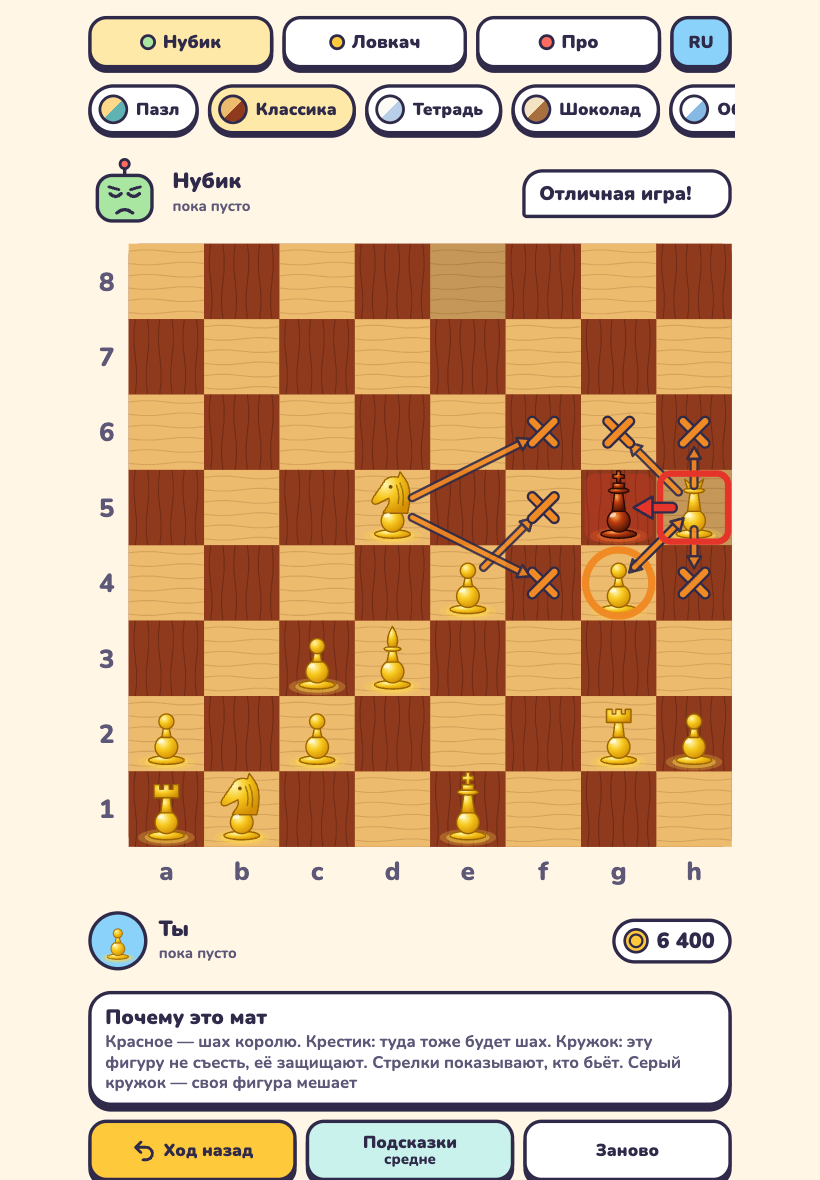 Нубик
Ловкач
Про
RU
Пазл
Классика
Тетрадь
Шоколад
Нубик
пока пусто
Отличная игра!
8
7
6
5
4
3
2
1
a b c d e f g h
Ты
пока пусто
6 400
Почему это мат
Красное — шах королю. Крестик: туда тоже будет шах. Кружок: эту
фигуру не съесть, её защищают. Стрелки показывают, кто бьёт. Серый
кружок — своя фигура мешает
Ход назад
Подсказки
средне
Заново